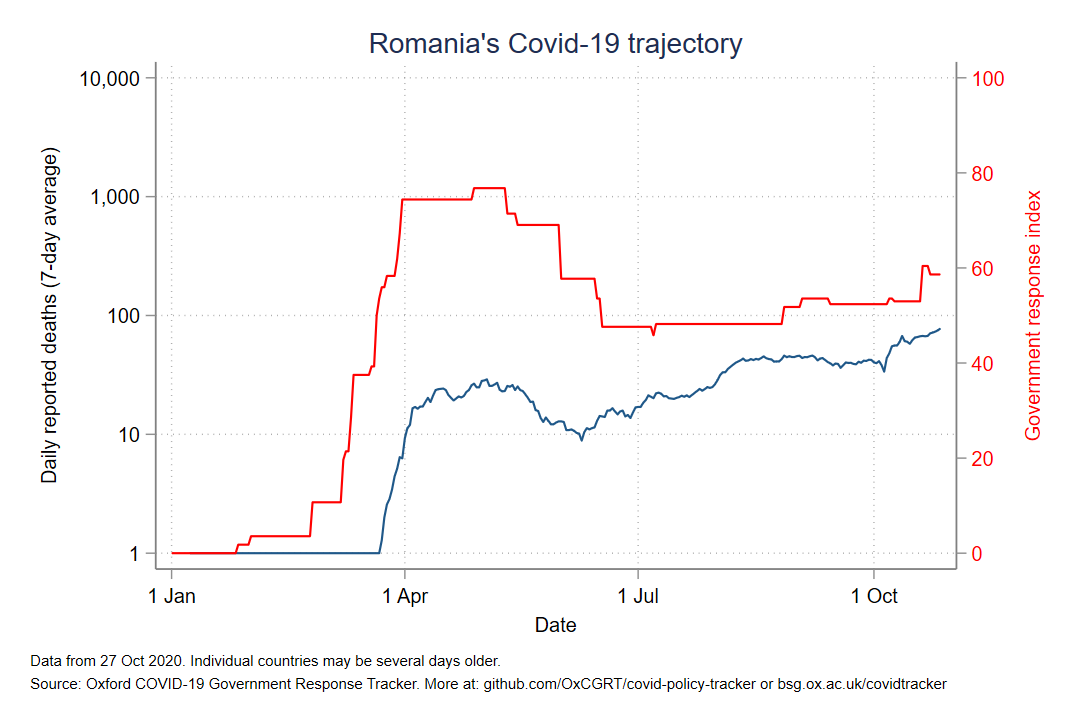 Romania's Covid-19 trajectory
Daily reported deaths (7-day average)
10,000
1,000
100
10
1
100
80
60
40
20
0
Government response index
1 Jan
1 Apr
1 Jul
1 Oct
Date
Data from 27 Oct 2020. Individual countries may be several days older.
Source: Oxford COVID-19 Government Response Tracker. More at: github.com/OxCGRT/covid-policy-tracker or bsg.ox.ac.uk/covidtracker